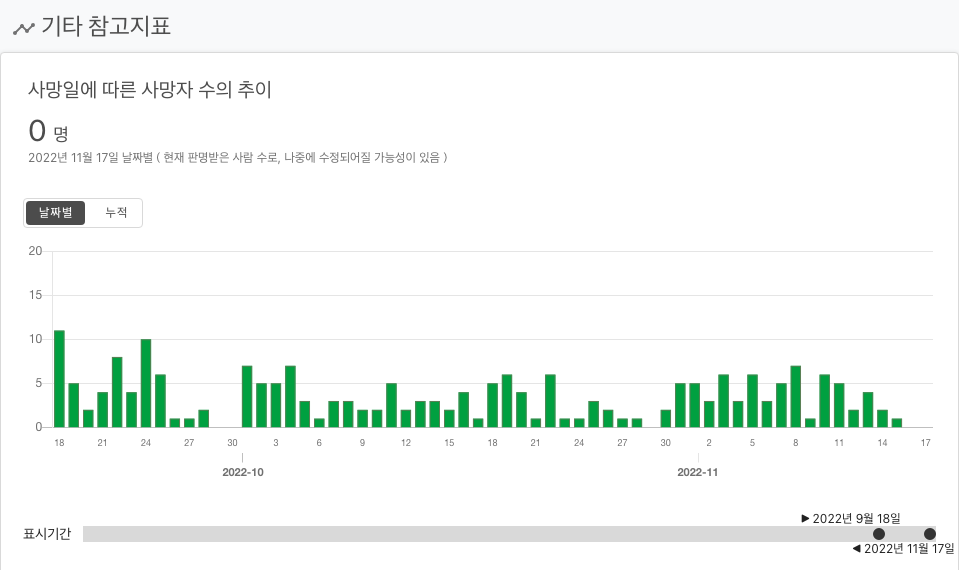 기타 참고지표
사망일에 따른 사망자 수의 추이
0 명
2022년 11월 17일 날짜별 ( 현재 판명받은 사람 수로, 나중에 수정되어질 가능성이 있음 )
날짜별 누적
20
15
10
5
0
18 21 24 27 30 3 6 9 12 15 18 21 24 27 30 2 5 8 11 14 17
2022-10 2022-11
▶ 2022년 9월 18일
표시기간
◀ 2022년 11월 17일